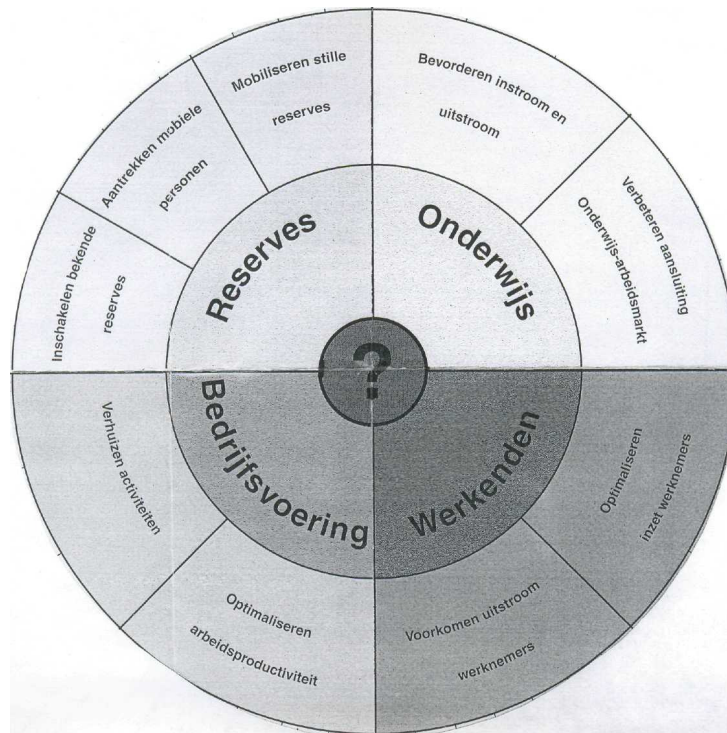 Mobiliseren stille
reserves
Bevorderen instroom en
uitstroom
Aantrekken mobiele
personen
Verbeteren aansluiting
Onderwijs-arbeidsmarkt
Inschakelen bekende
reserves
Reserves
Onderwijs
?
Bedrijfsvoering
Werkenden
Verhuizen activiteiten
Optimaliseren
inzet werknemers
Optimaliseren
arbeidsproductiviteit
Voorkomen uitstroom
werknemers